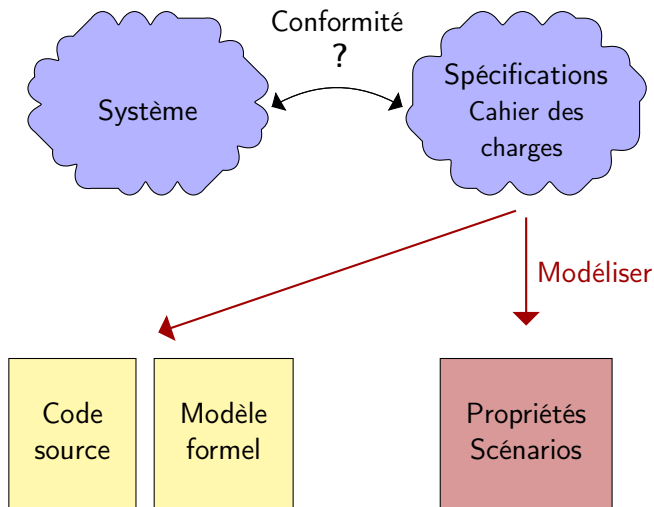 Conformité
?
Système
Spécifications
Cahier des
charges
Modéliser
Code
source
Modèle
formel
Propriétés
Scénarios